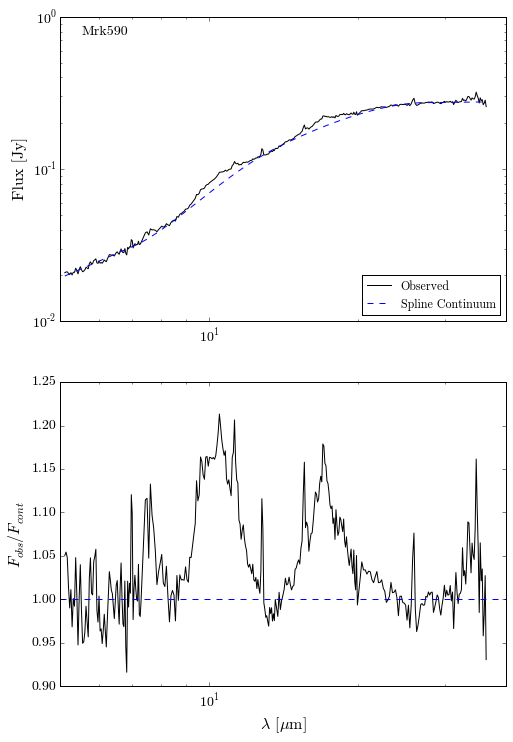 Mrk590
10^0
10^-1
10^-2
Flux [Jy]
Observed
Spline Continuum
10^1
1.25
1.20
1.15
1.10
1.05
1.00
0.95
0.90
F_obs/F_cont
10^1
λ [μm]